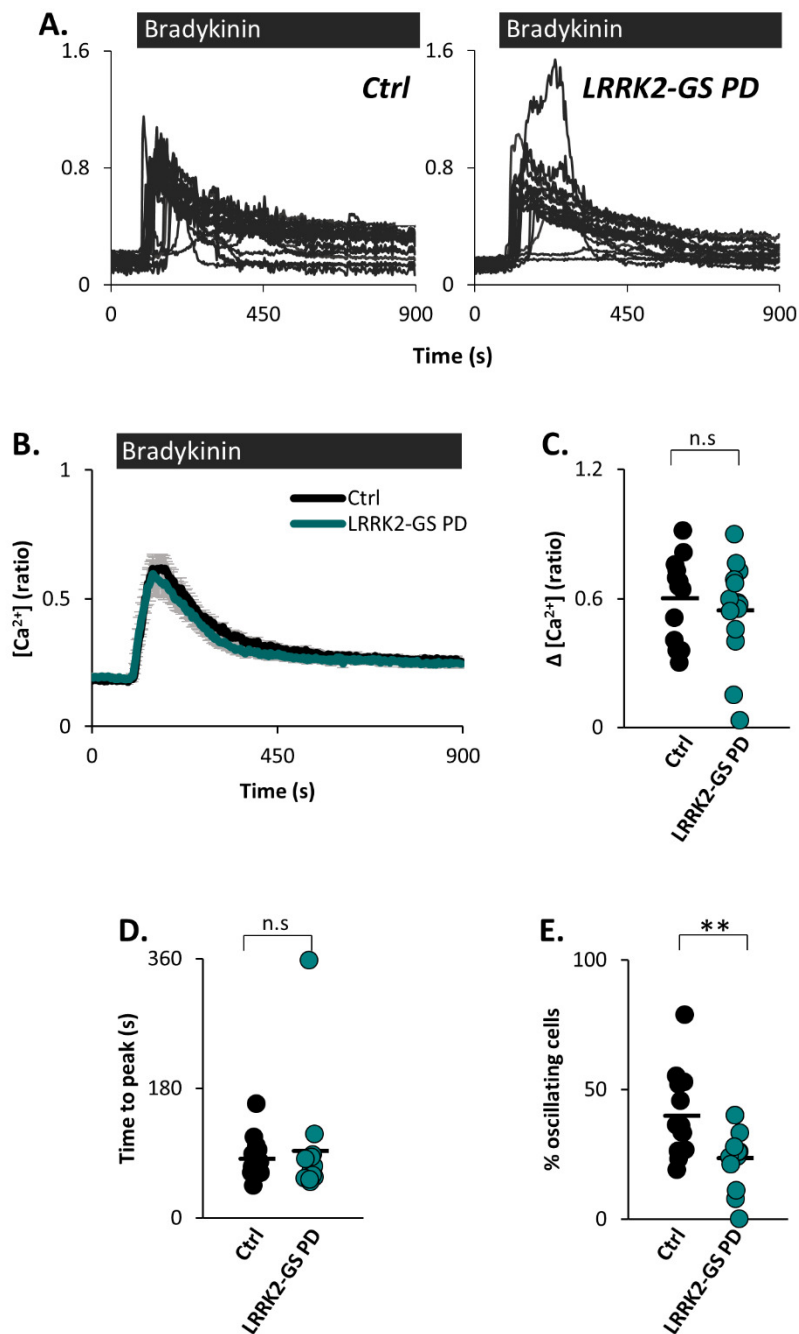 A.
Bradykinin
Bradykinin
1.6
0.8
0
Ctrl
LRRK2-GS PD
1.6
0.8
0
0
450
900
0
450
900
Time (s)
B.
Bradykinin
1
0.5
0
[Ca²⁺] (ratio)
Ctrl
LRRK2-GS PD
0
450
900
Time (s)
C.
n.s
1.2
0.6
0
Δ [Ca²⁺] (ratio)
Ctrl
LRRK2-GS PD
D.
n.s
360
180
0
Time to peak (s)
Ctrl
LRRK2-GS PD
E.
**
100
50
0
% oscillating cells
Ctrl
LRRK2-GS PD